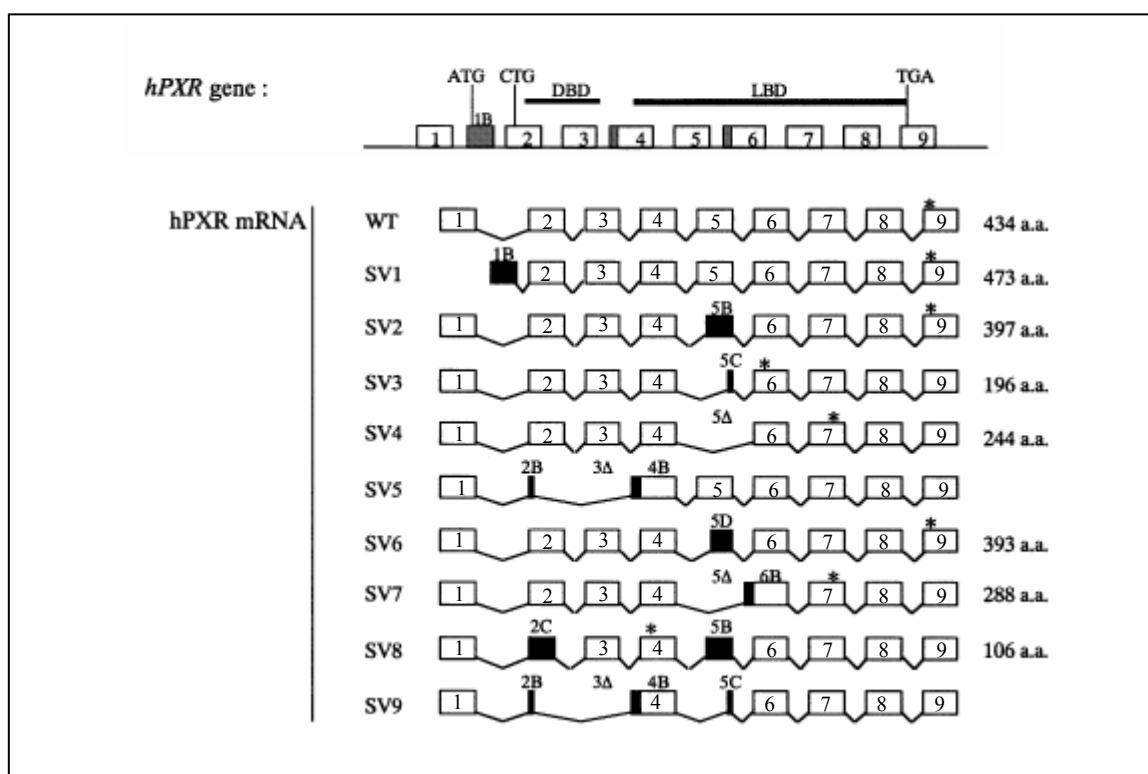 ATG CTG TGA
hPXR gene : DBD LBD
1B
1 2 3 4 5 6 7 8 9
hPXR mRNA WT 1 2 3 4 5 6 7 8 9 * 434 a.a.
1B
SV1 2 3 4 5 6 7 8 9 * 473 a.a.
5B
SV2 1 2 3 4 6 7 8 9 * 397 a.a.
5C *
SV3 1 2 3 4 6 7 8 9 196 a.a.
5Δ *
SV4 1 2 3 4 6 7 8 9 244 a.a.
2B 3Δ 4B
SV5 1 5 6 7 8 9
5D *
SV6 1 2 3 4 6 7 8 9 393 a.a.
5Δ 6B *
SV7 1 2 3 4 7 8 9 288 a.a.
2C * 5B
SV8 1 3 4 6 7 8 9 106 a.a.
2B 3Δ 4B 5C
SV9 1 4 6 7 8 9